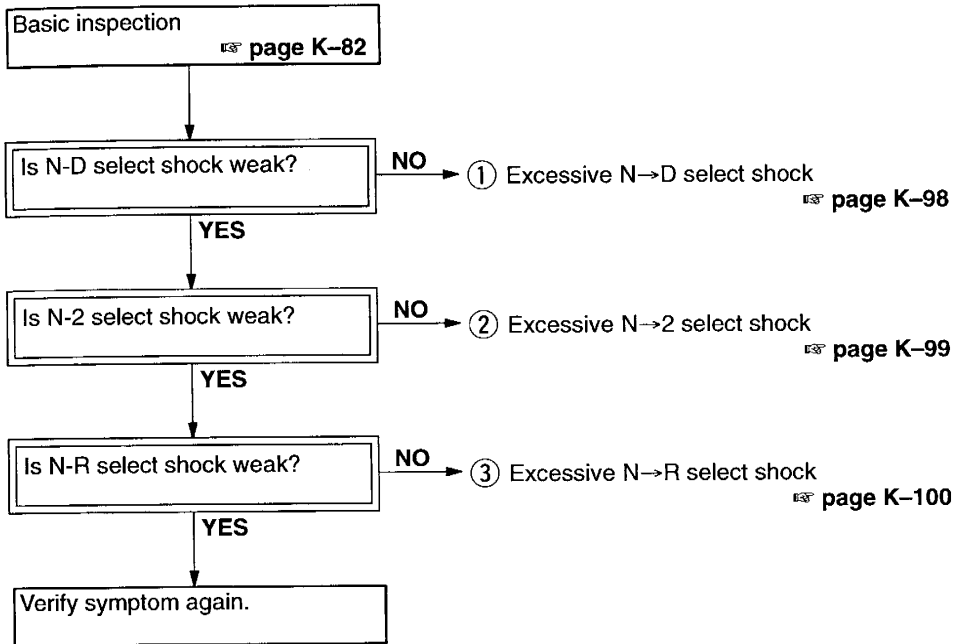 Basic inspection
☞ page K–82
Is N-D select shock weak?
NO
① Excessive N→D select shock
☞ page K–98
YES
Is N-2 select shock weak?
NO
② Excessive N→2 select shock
☞ page K–99
YES
Is N-R select shock weak?
NO
③ Excessive N→R select shock
☞ page K–100
YES
Verify symptom again.